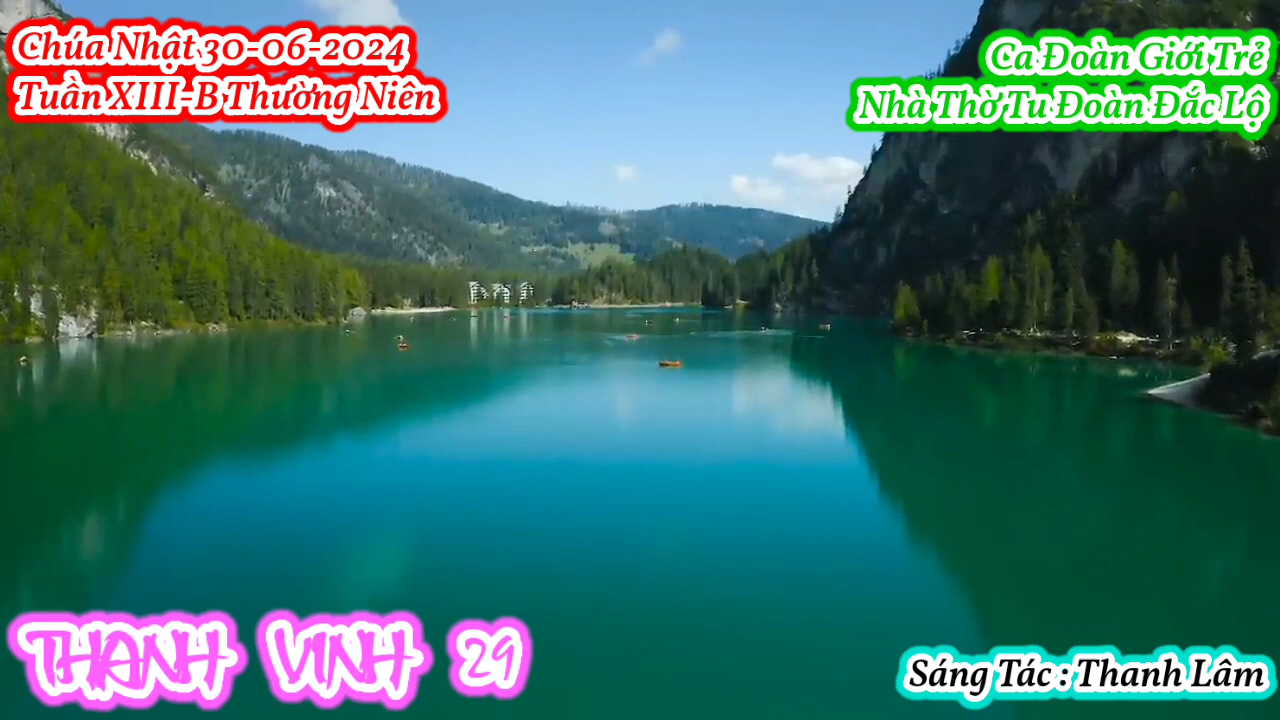 Chúa Nhật 30-06-2024
Tuần XIII-B Thường Niên
Ca Đoàn Giới Trẻ
Nhà Thờ Tu Đoàn Đắc Lộ
THANH VINH 29
Sáng Tác : Thanh Lâm